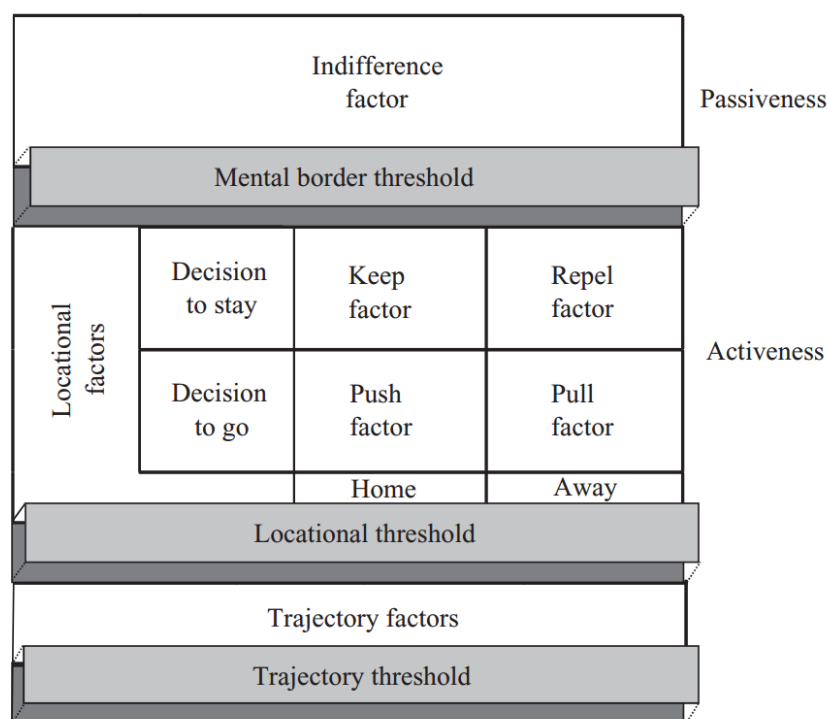 Indifference
factor
Passiveness
Mental border threshold
Locational
factors
Decision
to stay
Keep
factor
Repel
factor
Activeness
Decision
to go
Push
factor
Pull
factor
Home
Away
Locational threshold
Trajectory factors
Trajectory threshold